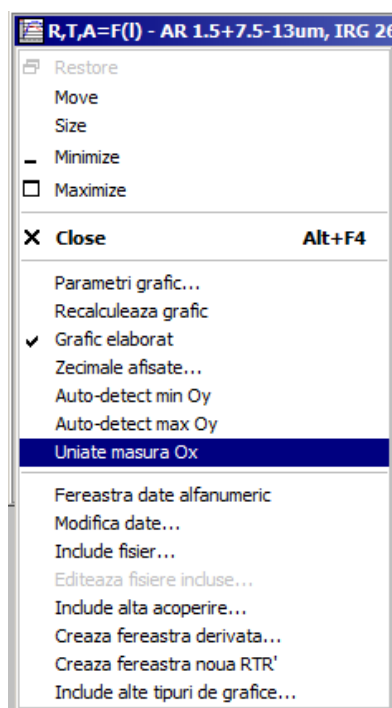 R,T,A=F(l) - AR 1.5+7.5-13um, IRG 26
Restore
Move
Size
Minimize
Maximize
Close Alt+F4
Parametri grafic...
Recalculeaza grafic
Grafic elaborat
Zecimale afisate...
Auto-detect min Oy
Auto-detect max Oy
Uniate masura Ox
Fereastra date alfanumeric
Modifica date...
Include fisier...
Editeaza fisiere incluse...
Include alta acoperire...
Creaza fereastra derivata...
Creaza fereastra noua RTR'
Include alte tipuri de grafice...